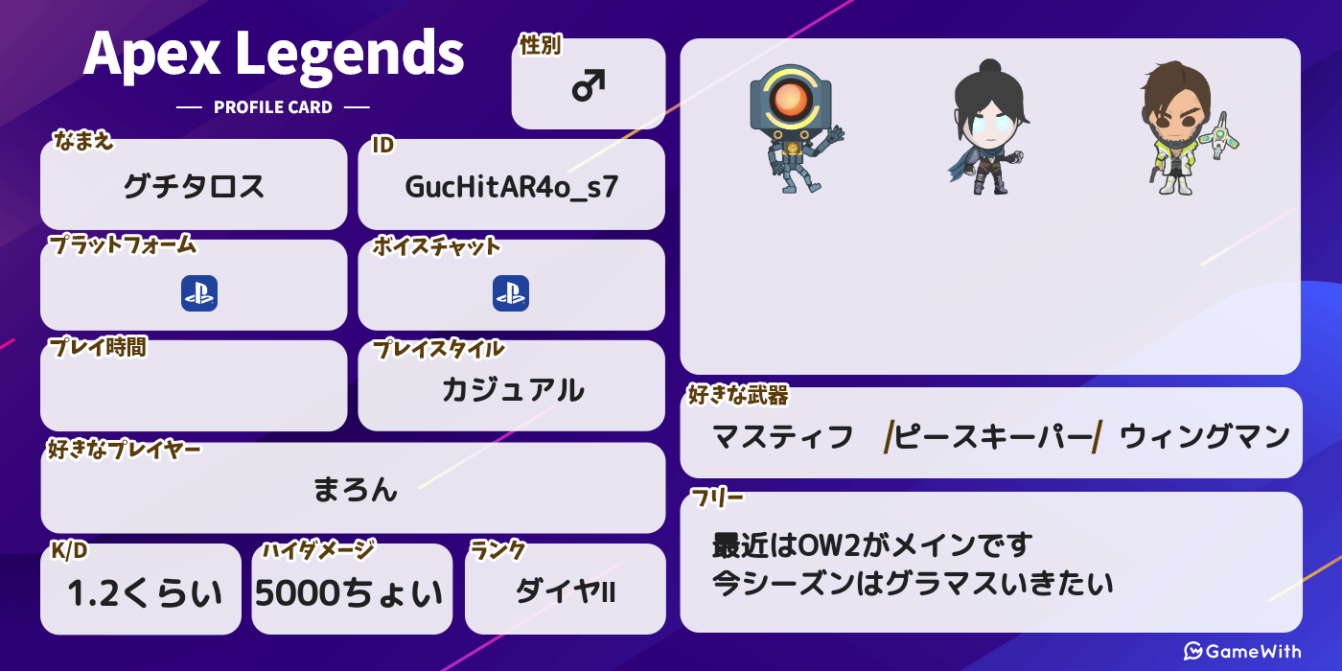 Apex Legends
PROFILE CARD
性別
♂
なまえ
グチタロス
ID
GucHitAR4o_s7
プラットフォーム
ボイスチャット
プレイ時間
プレイスタイル
カジュアル
好きなプレイヤー
まろん
K/D
1.2くらい
ハイダメージ
5000ちょい
ランク
ダイヤII
好きな武器
マスティフ /ピースキーパー/ ウィングマン
フリー
最近はOW2がメインです
今シーズンはグラマスいきたい
GameWith